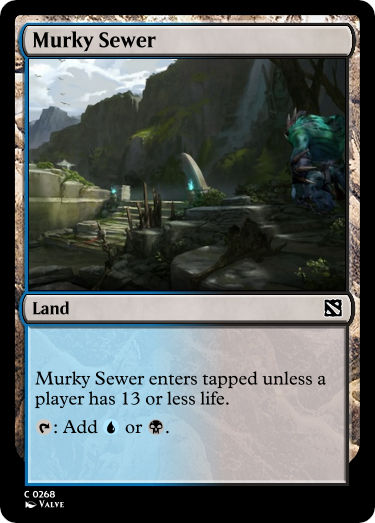 Murky Sewer
Land
Murky Sewer enters tapped unless a
player has 13 or less life.
: Add or .
C 0268
Valve